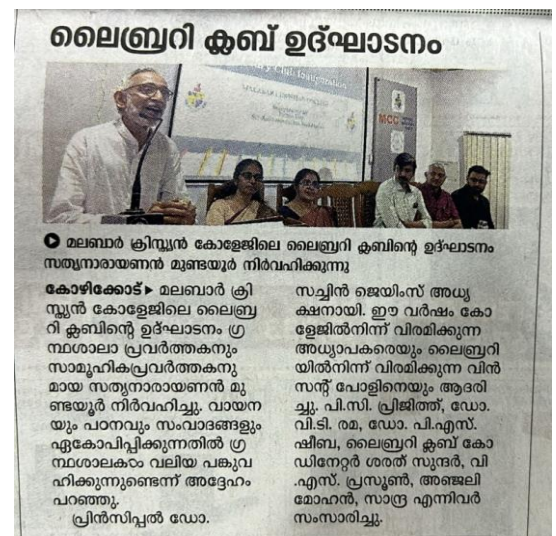 ലൈബ്രറി ക്ലബ് ഉദ്ഘാടനം
MCC
മലബാർ ക്രിസ്ത്യൻ കോളേജിലെ ലൈബ്രറി ക്ലബിന്റെ ഉദ്ഘാടനം
സത്യനാരായണൻ മുണ്ടയൂർ നിർവഹിക്കുന്നു
കോഴിക്കോട് ▸ മലബാർ ക്രി
സ്ത്യൻ കോളേജിലെ ലൈബ്ര
റി ക്ലബിന്റെ ഉദ്ഘാടനം ഗ്ര
ന്ഥശാലാ പ്രവർത്തകനും
സാമൂഹികപ്രവർത്തകനു
മായ സത്യനാരായണൻ മു
ണ്ടയൂർ നിർവഹിച്ചു. വായന
യും പഠനവും സംവാദങ്ങളും
ഏകോപിപ്പിക്കുന്നതിൽ ഗ്ര
ന്ഥശാലകൾ വലിയ പങ്കുവ
ഹിക്കുന്നുണ്ടെന്ന് അദ്ദേഹം
പറഞ്ഞു.
പ്രിൻസിപ്പൽ ഡോ.
സച്ചിൻ ജെയിംസ് അധ്യ
ക്ഷനായി. ഈ വർഷം കോ
ളേജിൽനിന്ന് വിരമിക്കുന്ന
അധ്യാപകരെയും ലൈബ്രറി
യിൽനിന്ന് വിരമിക്കുന്ന വിൻ
സന്റ് പോളിനെയും ആദരി
ച്ചു. പി.സി. പ്രിജിത്ത്, ഡോ.
വി.ടി. രമ, ഡോ. പി.എസ്.
ഷീബ, ലൈബ്രറി ക്ലബ് കോ
ഡിനേറ്റർ ശരത് സുന്ദർ, വി
.എസ്. പ്രസൂൺ, അഞ്ജലി
മോഹൻ, സാന്ദ്ര എന്നിവർ
സംസാരിച്ചു.